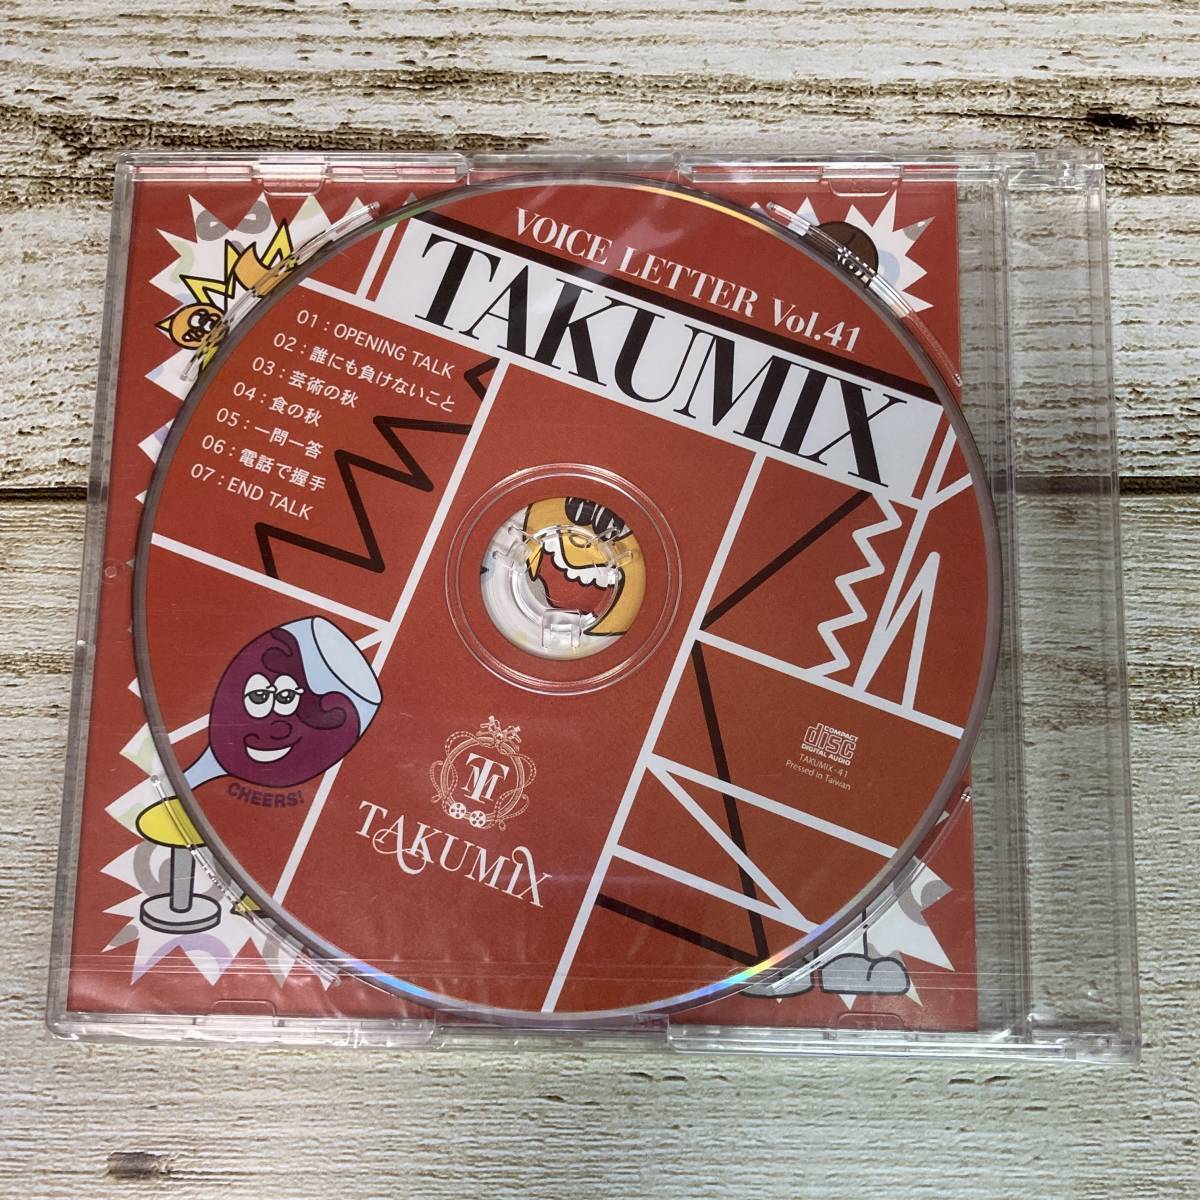 VOICE LETTER Vol.41
TAKUMIX
01 : OPENING TALK
02 : 誰にも負けないこと
03 : 芸術の秋
04 : 食の秋
05 : 一問一答
06 : 電話で握手
07 : END TALK
CHEERS!
TM
TAKUMIX
COMPACT
disc
DIGITAL AUDIO
TAKUMIX - 41
Pressed in Taiwan